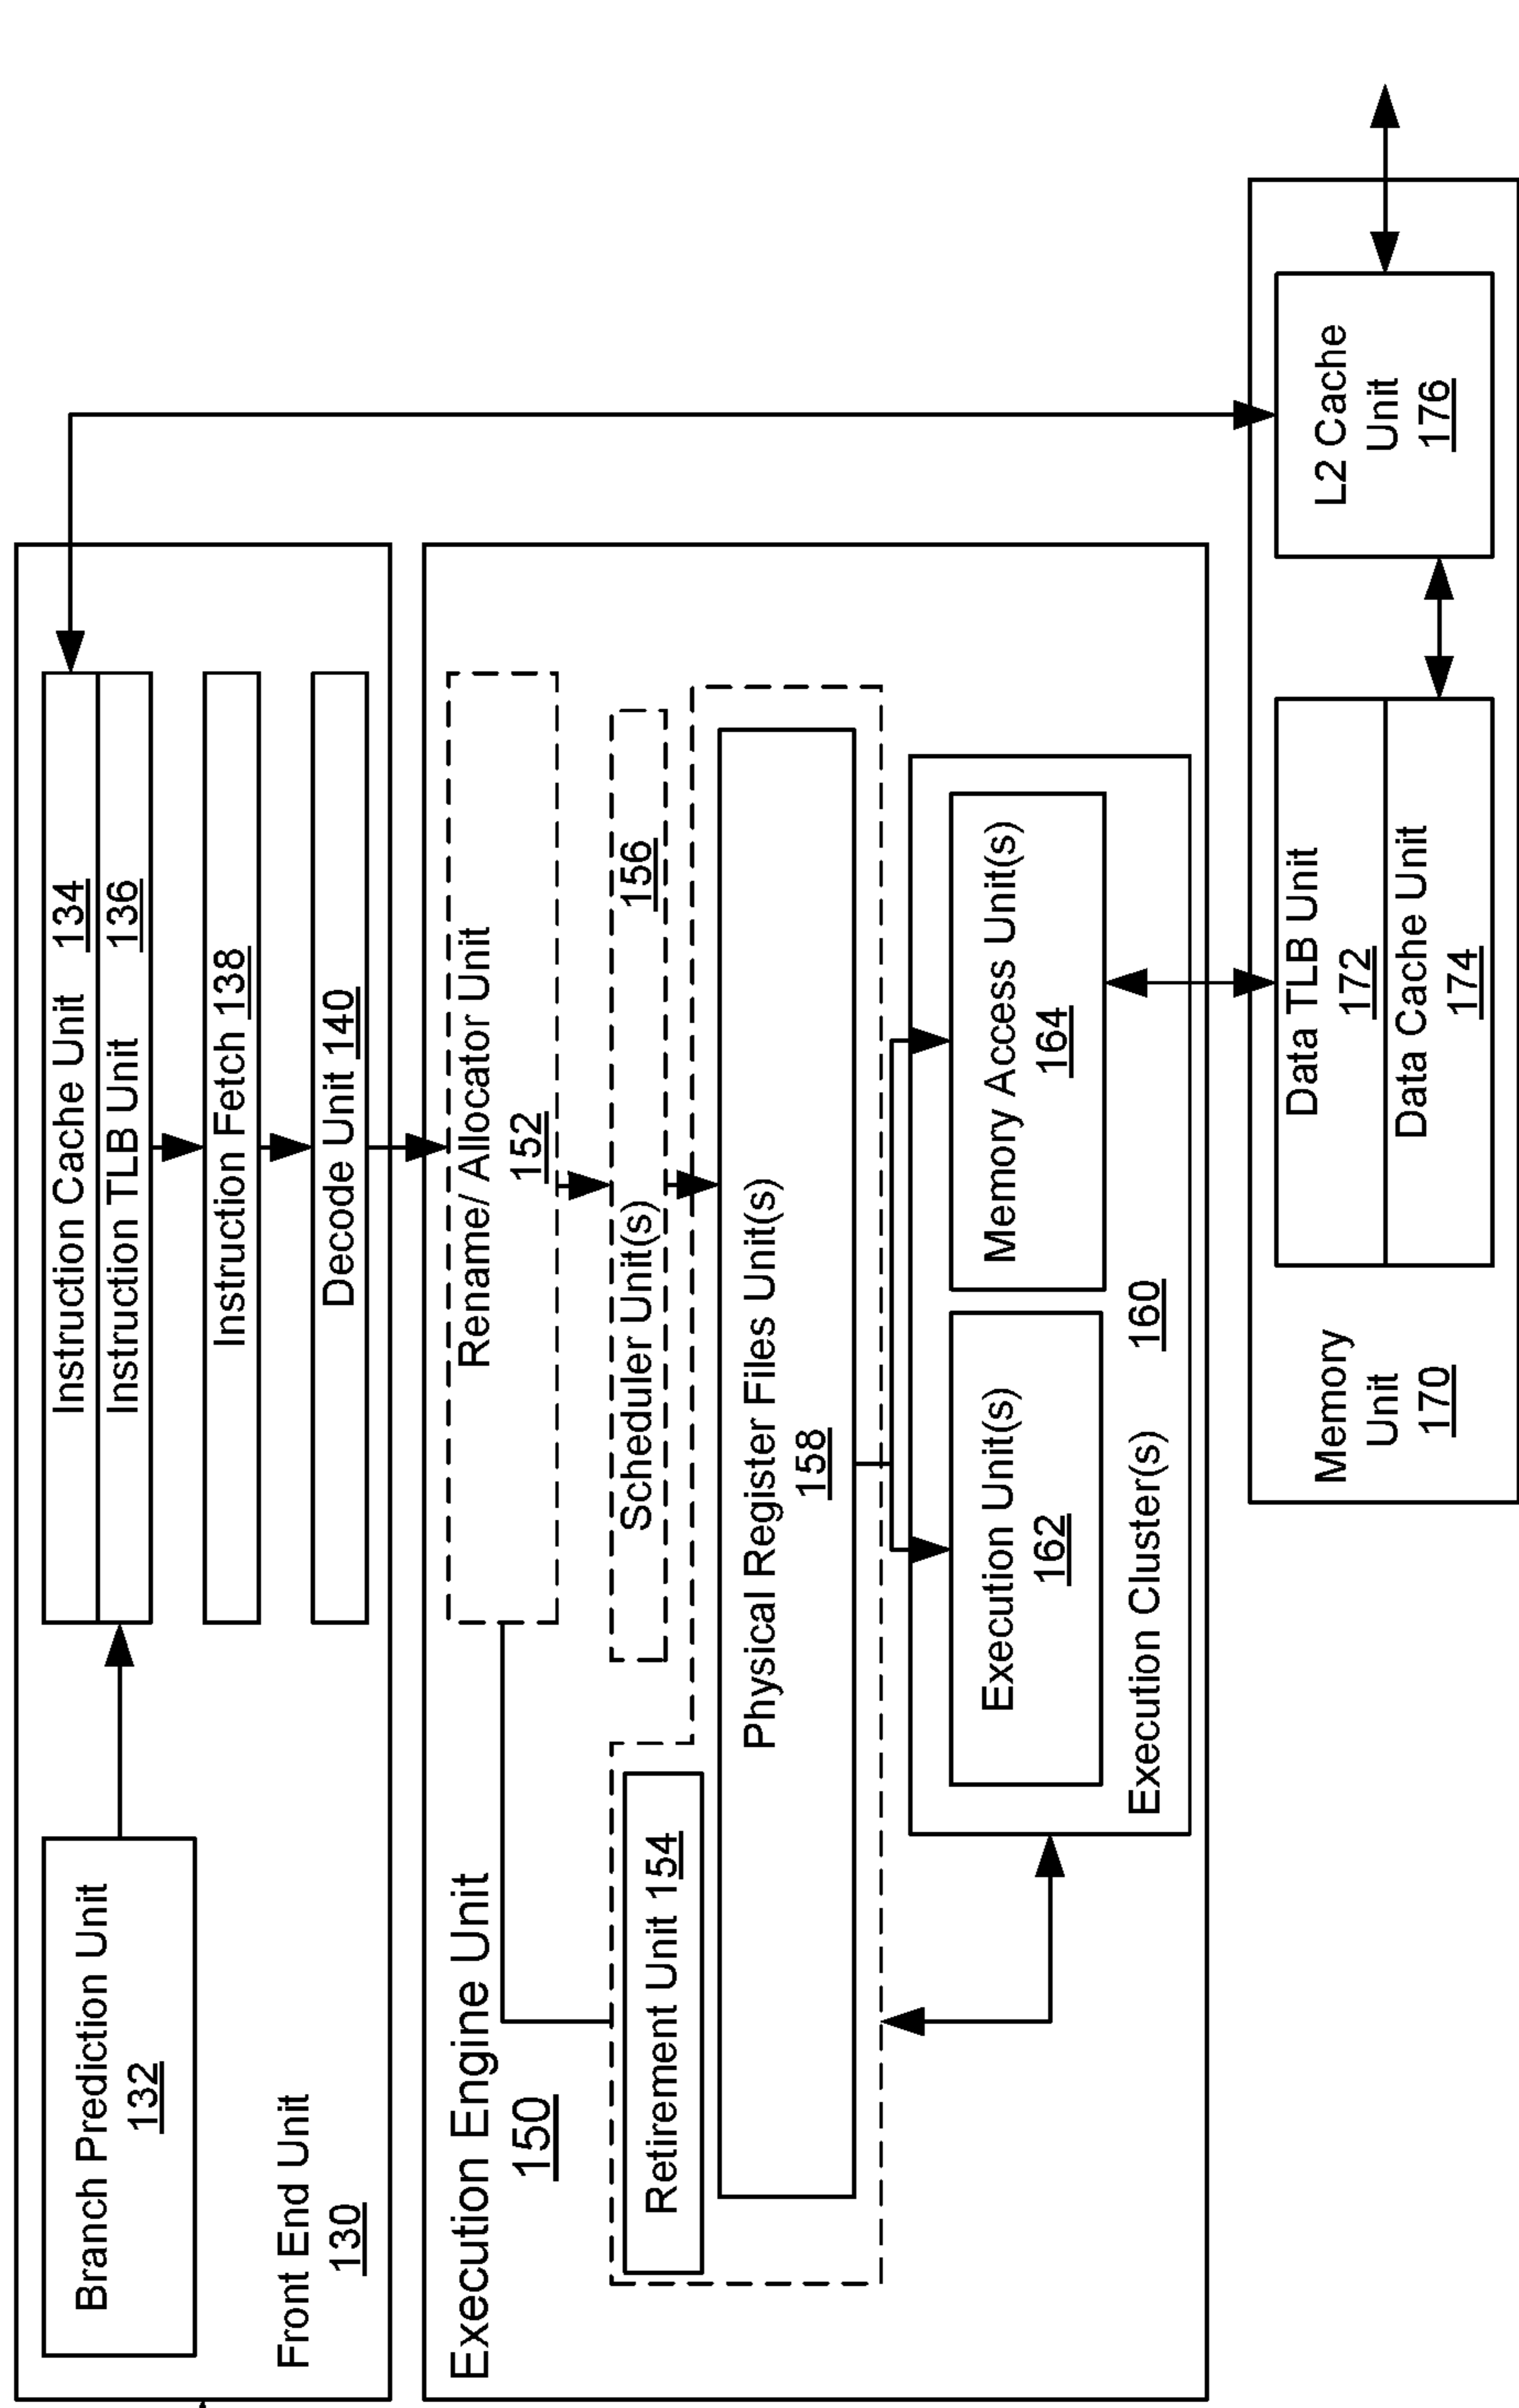 Branch Prediction Unit
132
Instruction Cache Unit 134
Instruction TLB Unit 136
Instruction Fetch 138
Decode Unit 140
Front End Unit
130
Execution Engine Unit
150
Rename/ Allocator Unit
152
Scheduler Unit(s) 156
Retirement Unit 154
Physical Register Files Unit(s)
158
Execution Unit(s)
162
Memory Access Unit(s)
164
Execution Cluster(s) 160
Memory
Unit
170
Data TLB Unit
172
Data Cache Unit
174
L2 Cache
Unit
176